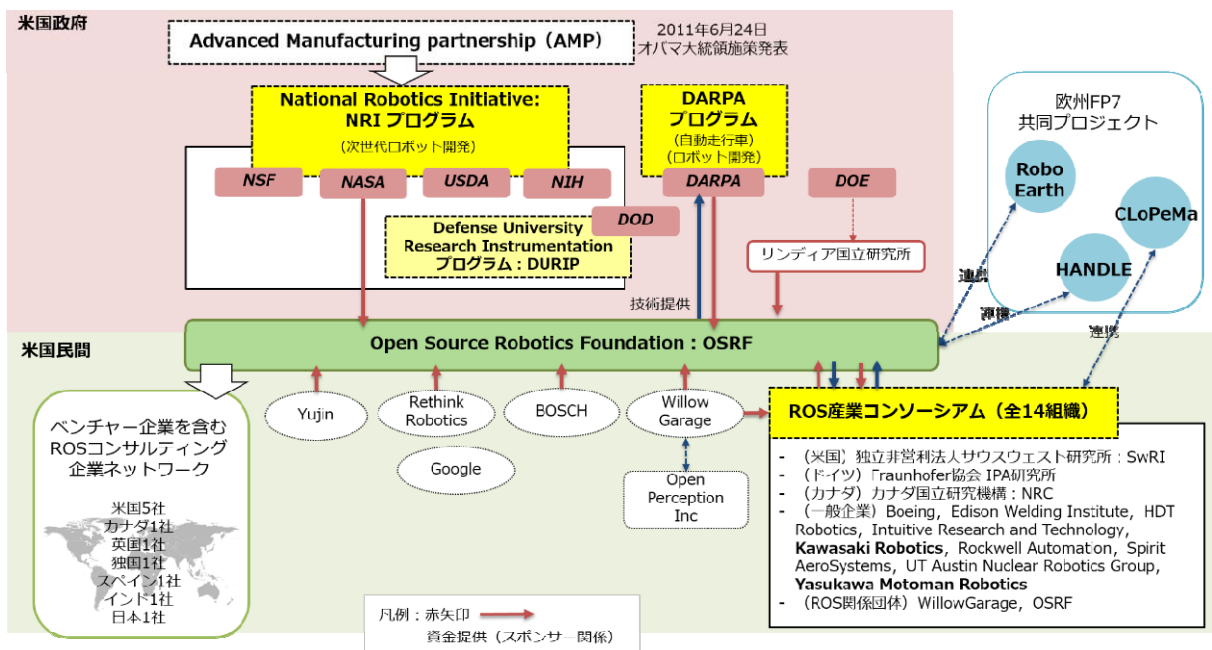 米国政府
Advanced Manufacturing partnership（AMP）
2011年6月24日
オバマ大統領施策発表
National Robotics Initiative:
NRI プログラム
（次世代ロボット開発）
DARPA
プログラム
（自動走行車）
（ロボット開発）
NSF
NASA
USDA
NIH
DARPA
DOE
DOD
Defense University
Research Instrumentation
プログラム：DURIP
リンディア国立研究所
技術提供
欧州FP7
共同プロジェクト
Robo
Earth
CLoPeMa
HANDLE
連携
連携
連携
米国民間
Open Source Robotics Foundation：OSRF
Yujin
Rethink
Robotics
BOSCH
Willow
Garage
Google
Open
Perception
Inc
ベンチャー企業を含む
ROSコンサルティング
企業ネットワーク
米国5社
カナダ1社
英国1社
独国1社
スペイン1社
インド1社
日本1社
ROS産業コンソーシアム（全14組織）
- （米国）独立非営利法人サウスウェスト研究所：SwRI
- （ドイツ）Fraunhofer協会 IPA研究所
- （カナダ）カナダ国立研究機構：NRC
- （一般企業）Boeing，Edison Welding Institute，HDT
Robotics，Intuitive Research and Technology，
Kawasaki Robotics，Rockwell Automation，Spirit
AeroSystems，UT Austin Nuclear Robotics Group，
Yasukawa Motoman Robotics
- （ROS関係団体）WillowGarage，OSRF
凡例：赤矢印
資金提供（スポンサー関係）